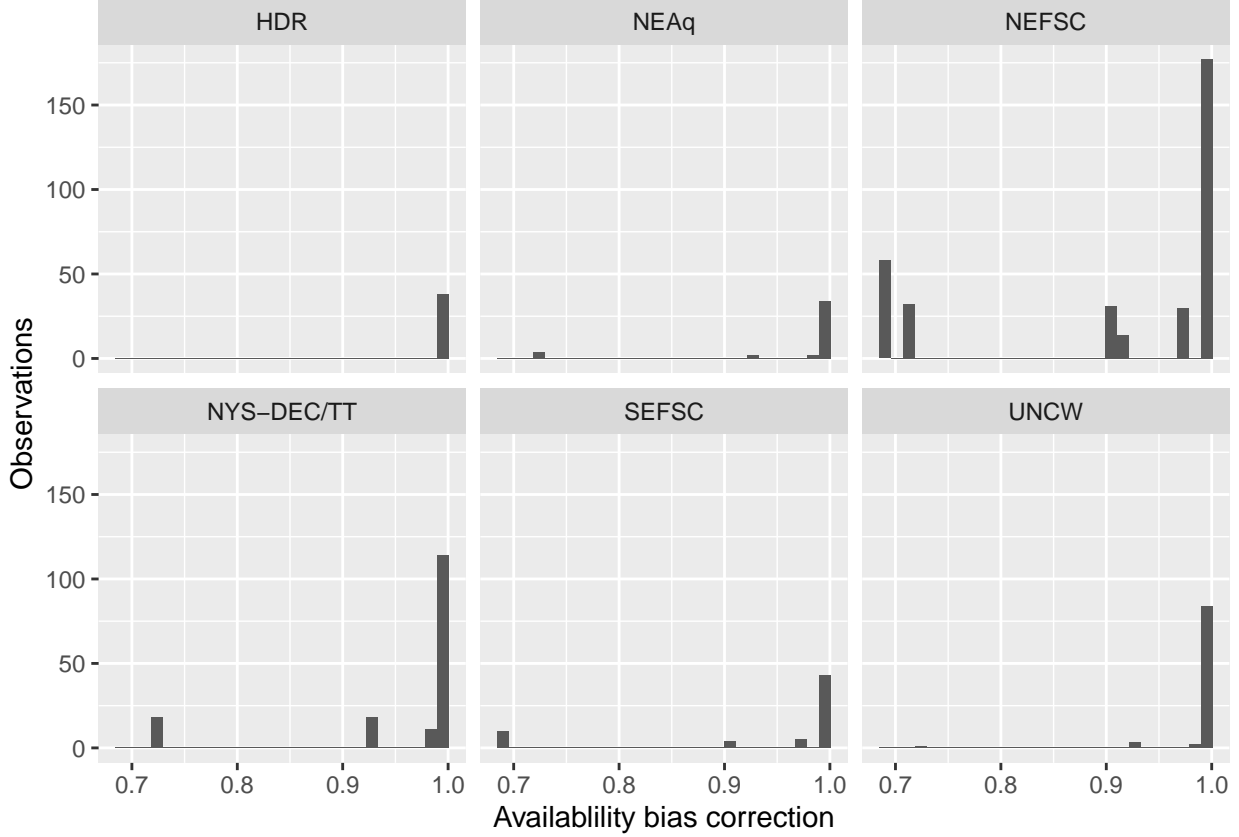 HDR NEAq NEFSC
150
100
50
0
NYS−DEC/TT SEFSC UNCW
150
100
50
0
0.7 0.8 0.9 1.0 0.7 0.8 0.9 1.0 0.7 0.8 0.9 1.0
Availablility bias correction
Observations